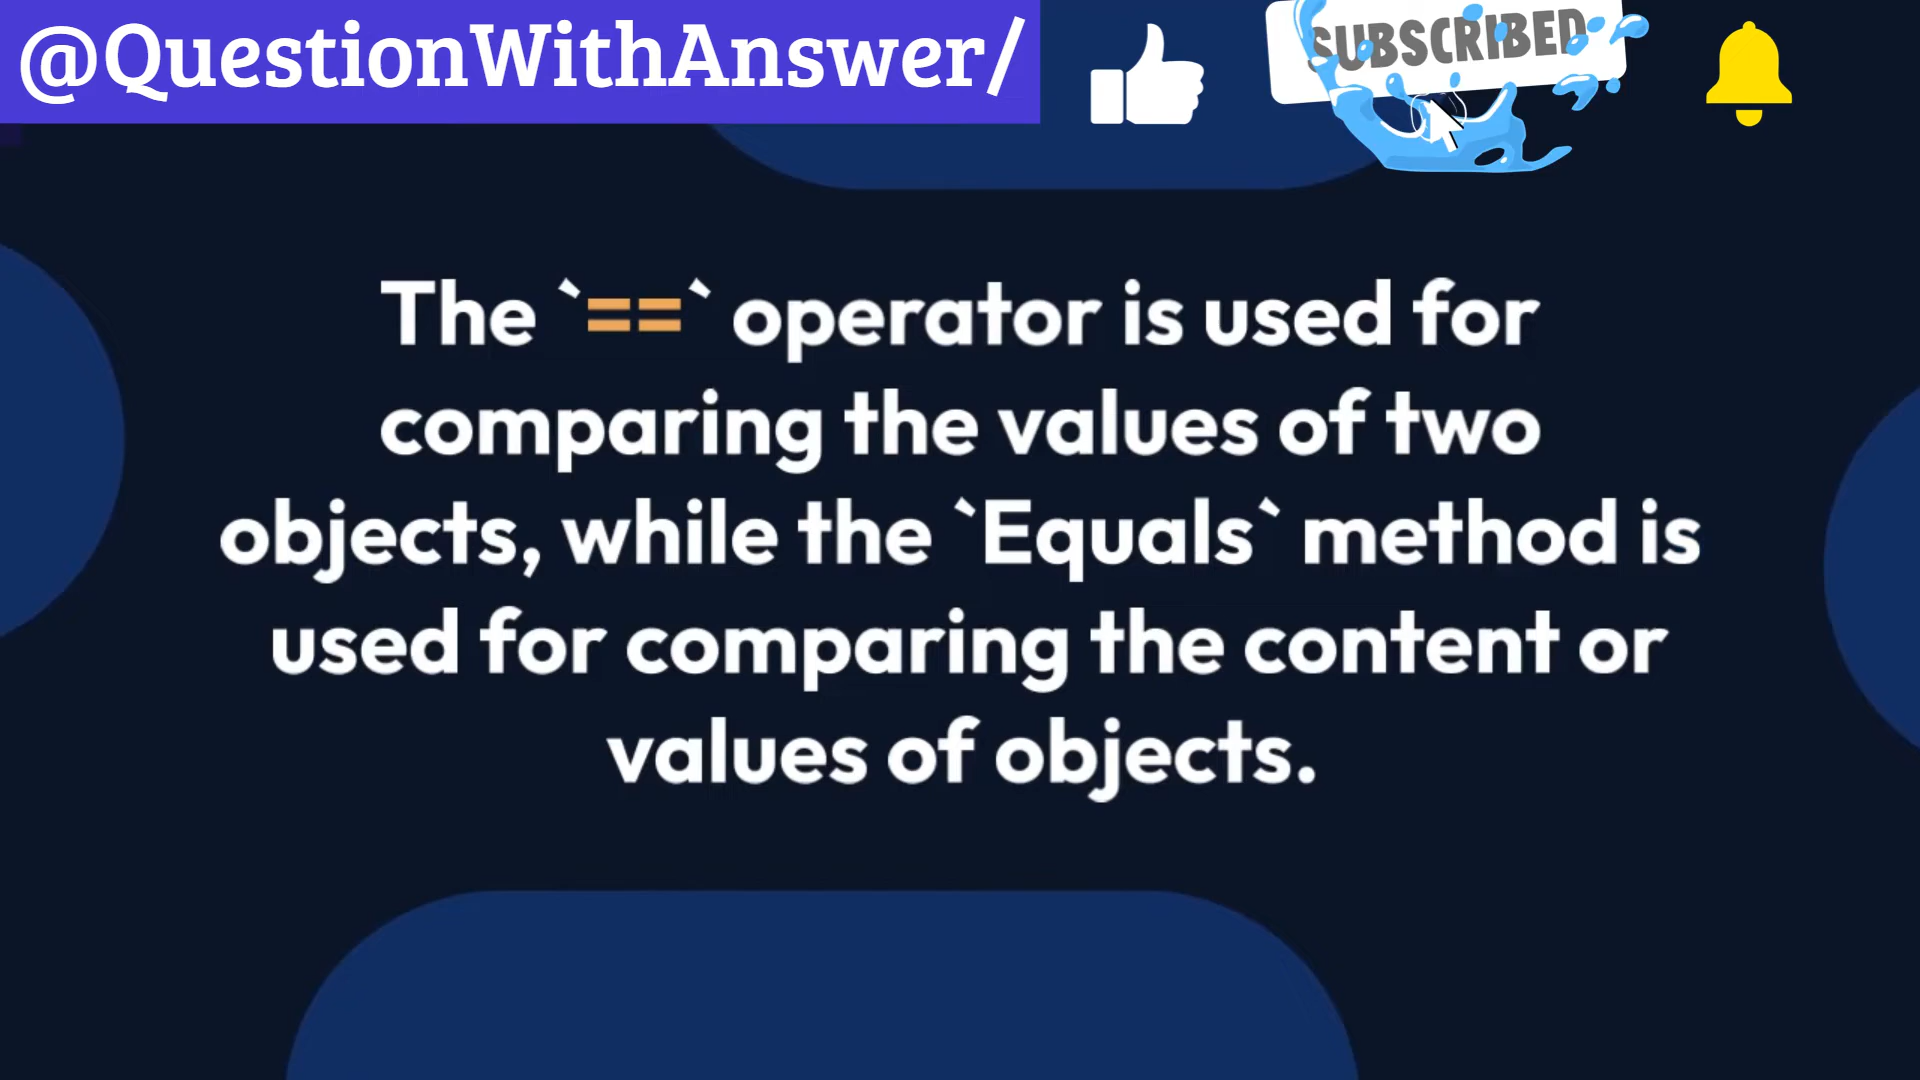 @QuestionWithAnswer/
SUBSCRIBED
The `==` operator is used for
comparing the values of two
objects, while the `Equals` method is
used for comparing the content or
values of objects.